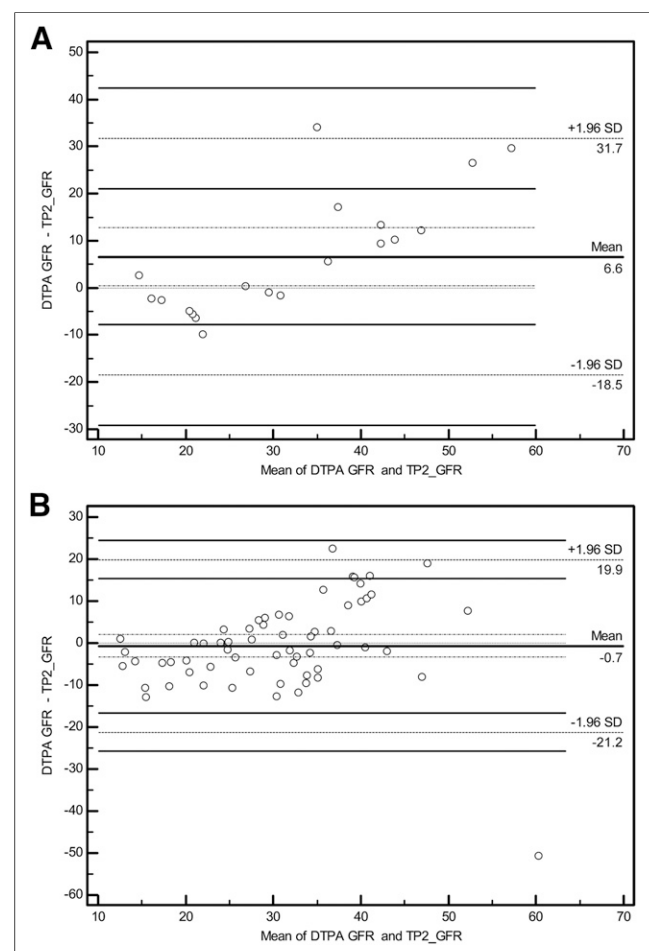 A
50
40
30
20
10
0
-10
-20
-30
DTPA GFR - TP2_GFR
+1.96 SD
31.7
Mean
6.6
-1.96 SD
-18.5
10 20 30 40 50 60 70
Mean of DTPA GFR and TP2_GFR
B
30
20
10
0
-10
-20
-30
-40
-50
-60
DTPA GFR - TP2_GFR
+1.96 SD
19.9
Mean
-0.7
-1.96 SD
-21.2
10 20 30 40 50 60 70
Mean of DTPA GFR and TP2_GFR